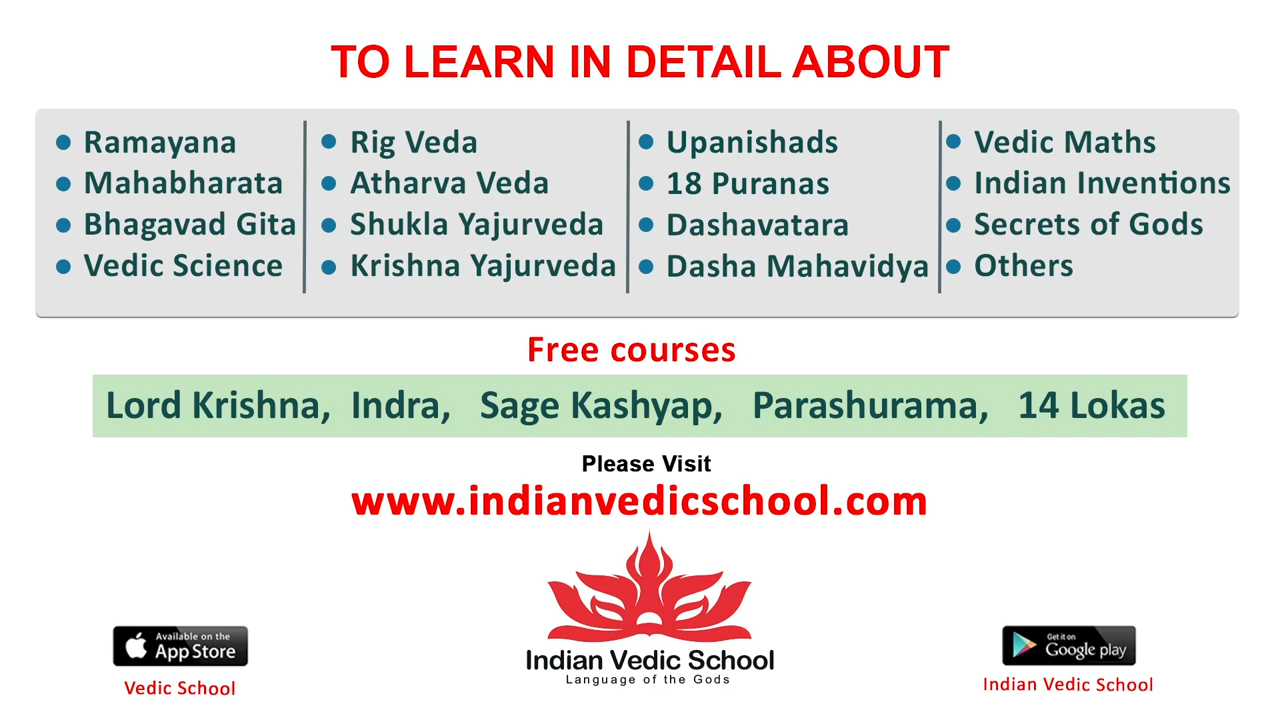 TO LEARN IN DETAIL ABOUT
Ramayana
Mahabharata
Bhagavad Gita
Vedic Science
Rig Veda
Atharva Veda
Shukla Yajurveda
Krishna Yajurveda
Upanishads
18 Puranas
Dashavatara
Dasha Mahavidya
Vedic Maths
Indian Inventions
Secrets of Gods
Others
Free courses
Lord Krishna, Indra, Sage Kashyap, Parashurama, 14 Lokas
Please Visit
www.indianvedicschool.com
Indian Vedic School
Language of the Gods
Available on the
App Store
Vedic School
Get it on
Google play
Indian Vedic School